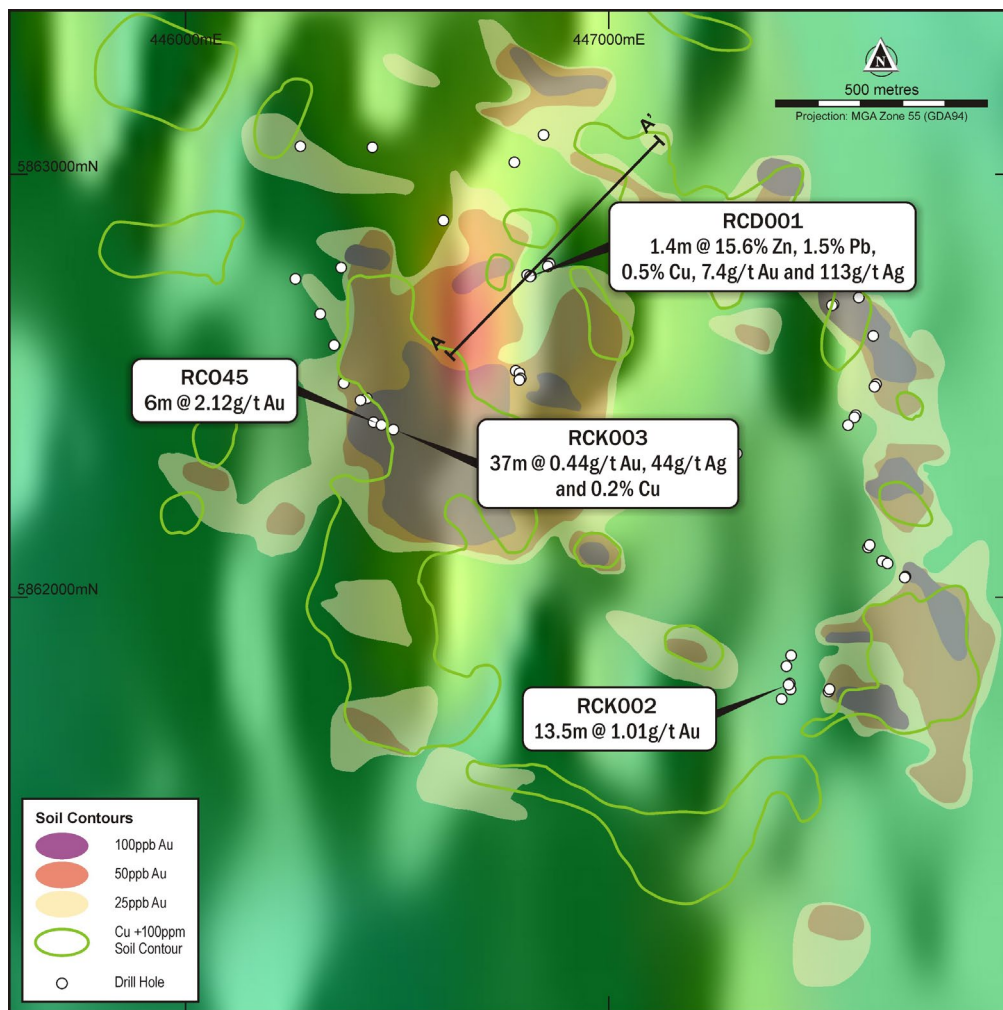 446000mE
447000mE
N
500 metres
Projection: MGA Zone 55 (GDA94)
A'
5863000mN
RCD001
1.4m @ 15.6% Zn, 1.5% Pb,
0.5% Cu, 7.4g/t Au and 113g/t Ag
A
RC045
6m @ 2.12g/t Au
RCK003
37m @ 0.44g/t Au, 44g/t Ag
and 0.2% Cu
5862000mN
RCK002
13.5m @ 1.01g/t Au
Soil Contours
100ppb Au
50ppb Au
25ppb Au
Cu +100ppm
Soil Contour
Drill Hole